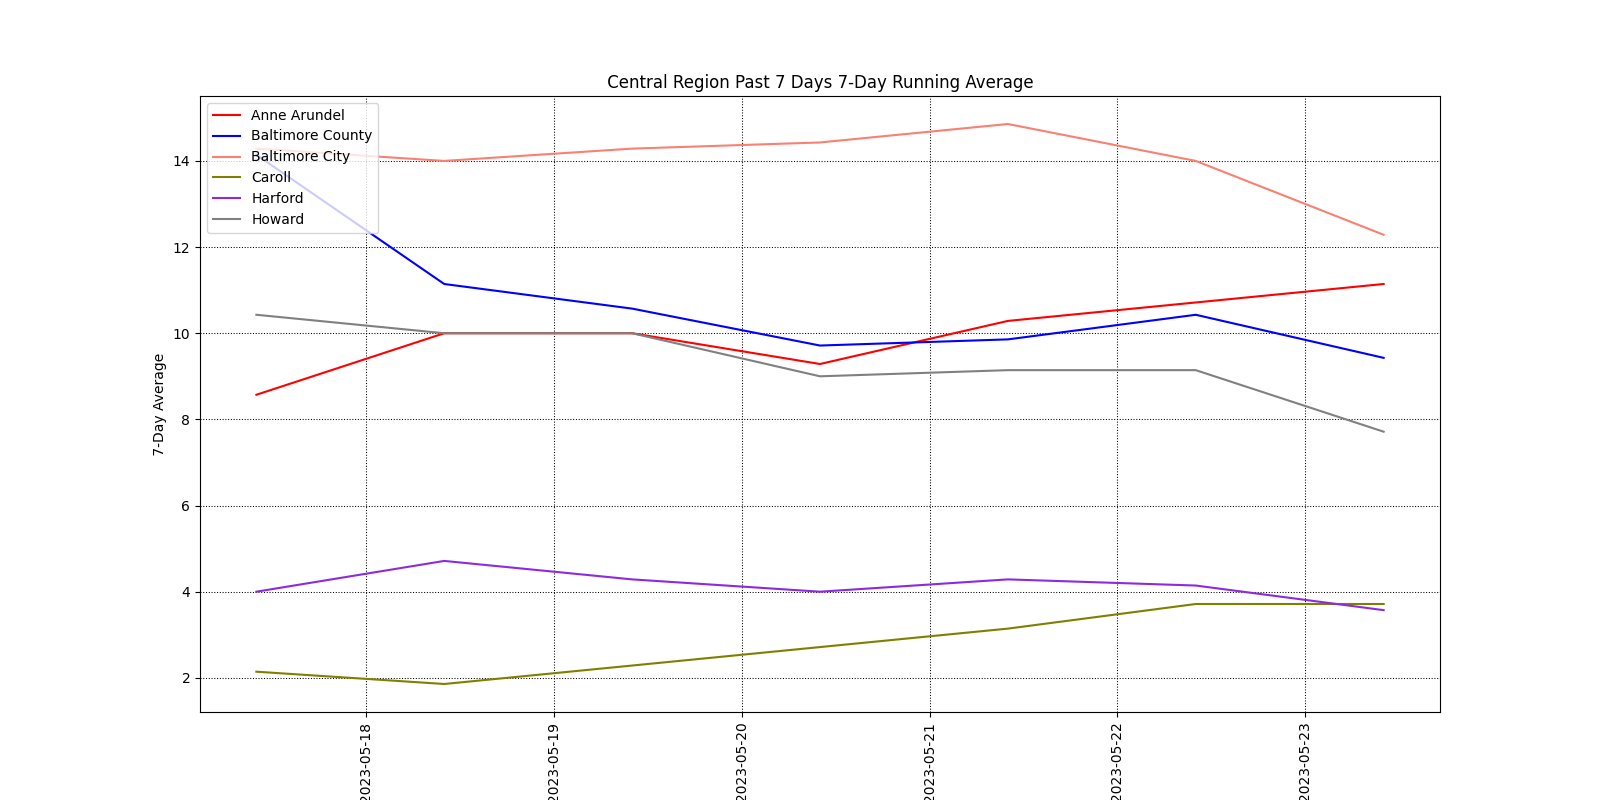 Central Region Past 7 Days 7-Day Running Average
Anne Arundel
Baltimore County
Baltimore City
Caroll
Harford
Howard
14
12
10
8
6
4
2
7-Day Average
2023-05-18
2023-05-19
2023-05-20
2023-05-21
2023-05-22
2023-05-23